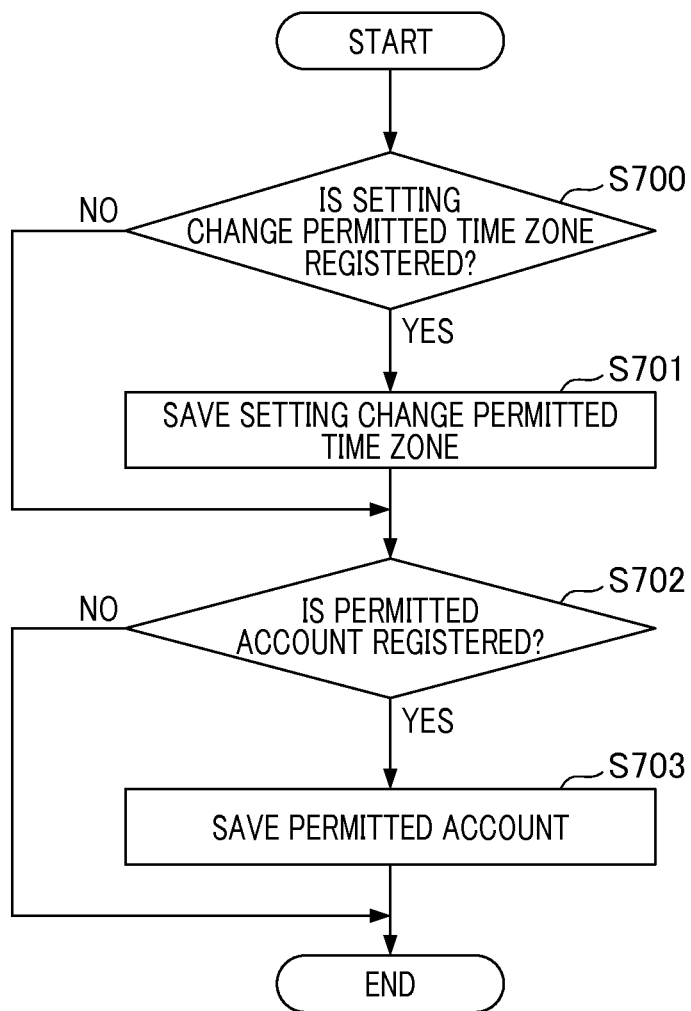 START
S700
IS SETTING
NO
CHANGE PERMITTED TIME ZONE
REGISTERED?
YES
S701
SAVE SETTING CHANGE PERMITTED
TIME ZONE
S702
NO
IS PERMITTED
ACCOUNT REGISTERED?
YES
S703
SAVE PERMITTED ACCOUNT
END